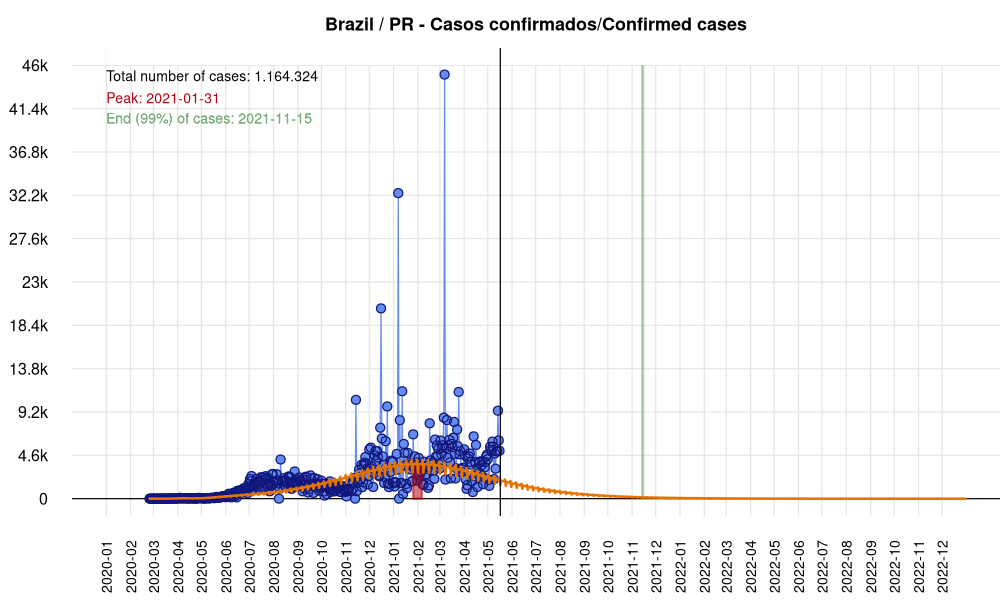 Brazil / PR - Casos confirmados/Confirmed cases
Total number of cases: 1.164.324
Peak: 2021-01-31
End (99%) of cases: 2021-11-15
46k
41.4k
36.8k
32.2k
27.6k
23k
18.4k
13.8k
9.2k
4.6k
0
2020-01
2020-02
2020-03
2020-04
2020-05
2020-06
2020-07
2020-08
2020-09
2020-10
2020-11
2020-12
2021-01
2021-02
2021-03
2021-04
2021-05
2021-06
2021-07
2021-08
2021-09
2021-10
2021-11
2021-12
2022-01
2022-02
2022-03
2022-04
2022-05
2022-06
2022-07
2022-08
2022-09
2022-10
2022-11
2022-12